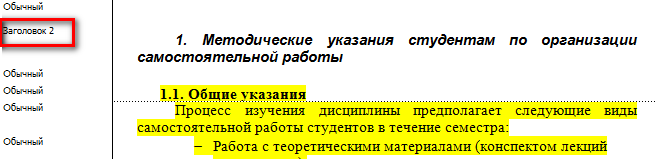 Обычный
Заголовок 2
1. Методические указания студентам по организации
самостоятельной работы
Обычный
Обычный
1.1. Общие указания
Обычный
Процесс изучения дисциплины предполагает следующие виды
самостоятельной работы студентов в течение семестра:
Обычный
– Работа с теоретическими материалами (конспектом лекций